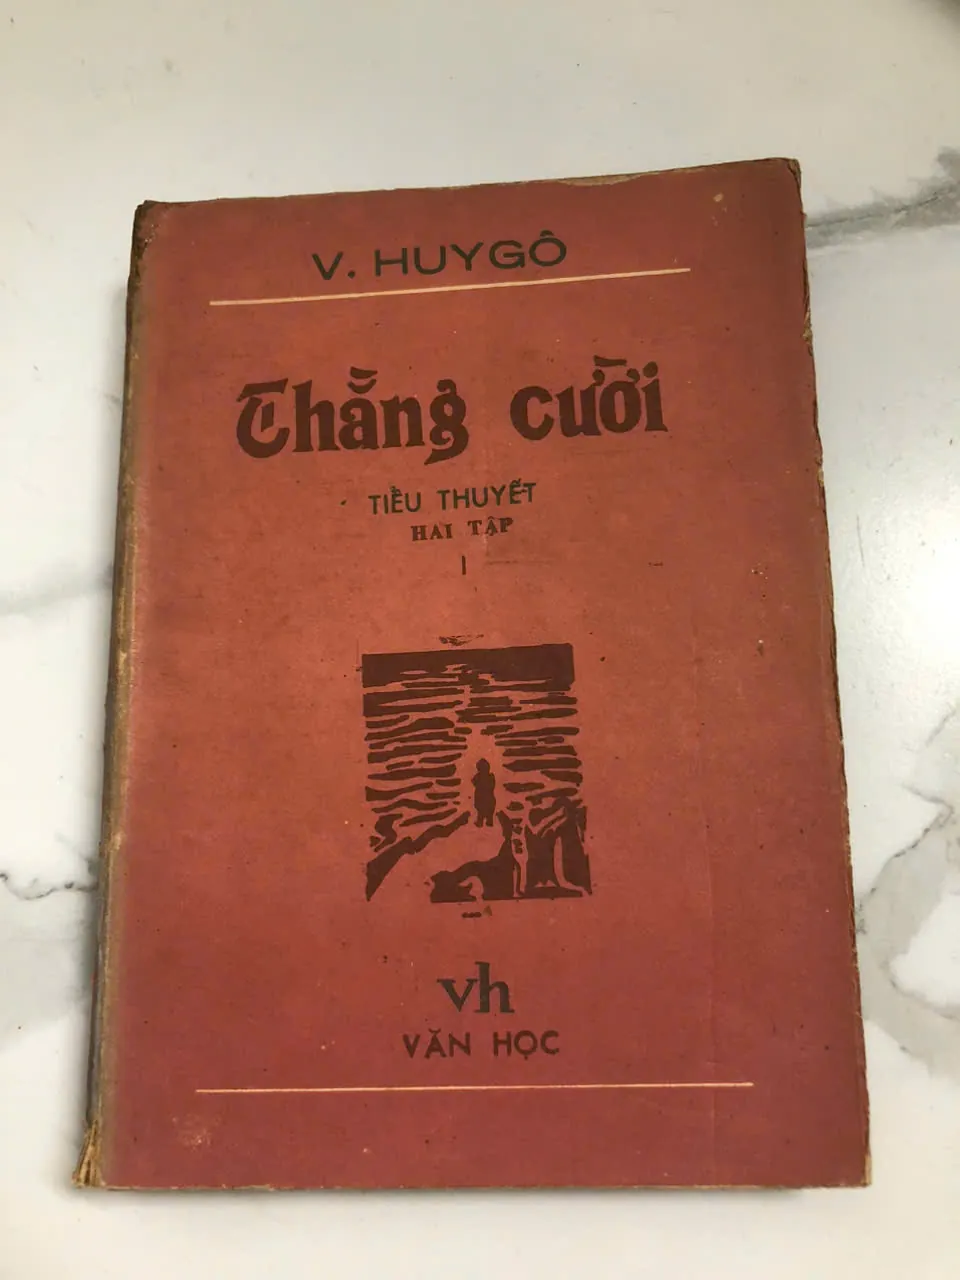 V. HUYGÔ
Thằng cười
TIỂU THUYẾT
HAI TẬP
I
vh
VĂN HỌC